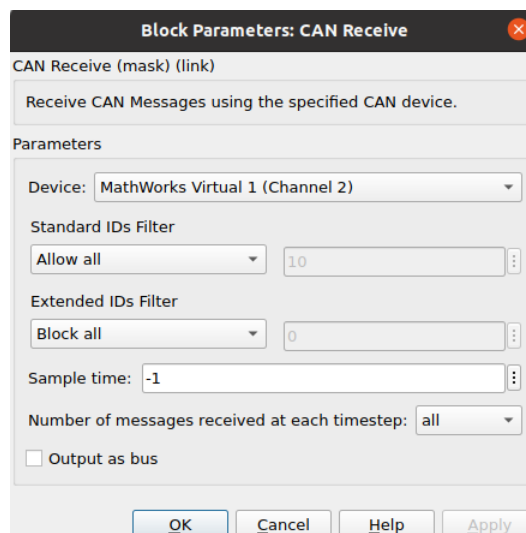 Block Parameters: CAN Receive
CAN Receive (mask) (link)
Receive CAN Messages using the specified CAN device.
Parameters
Device: MathWorks Virtual 1 (Channel 2)
Standard IDs Filter
Allow all 10
Extended IDs Filter
Block all 0
Sample time: -1
Number of messages received at each timestep: all
Output as bus
OK Cancel Help Apply